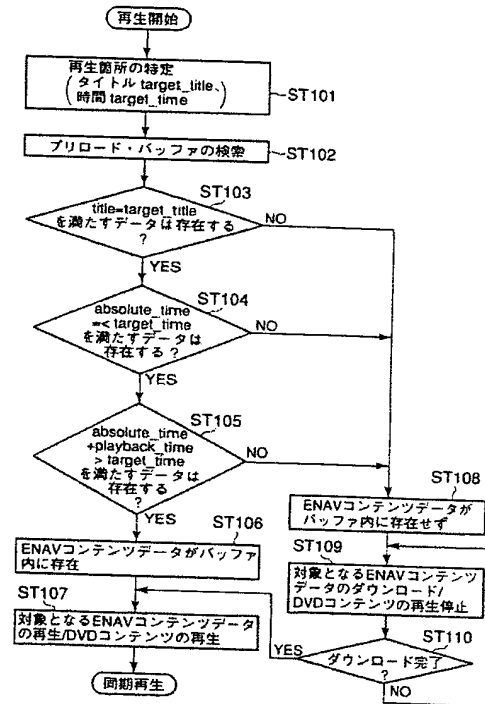 再生開始
再生箇所の特定
(タイトル target_title、
時間 target_time)
ST101
プリロード・バッファの検索
ST102
ST103
title=target_title
を満たすデータは存在する
?
NO
YES
ST104
absolute_time
=< target_time
を満たすデータは
存在する ?
NO
YES
ST105
absolute_time
+playback_time
> target_time
を満たすデータは
存在する
?
NO
YES
ST106
ENAVコンテンツデータがバッファ
内に存在
ST107
対象となるENAVコンテンツデータ
の再生/DVDコンテンツの再生
同期再生
ST108
ENAVコンテンツデータが
バッファ内に存在せず
ST109
対象となるENAVコンテンツ
データのダウンロード/
DVDコンテンツの再生停止
ST110
YES
ダウンロード完了
?
NO